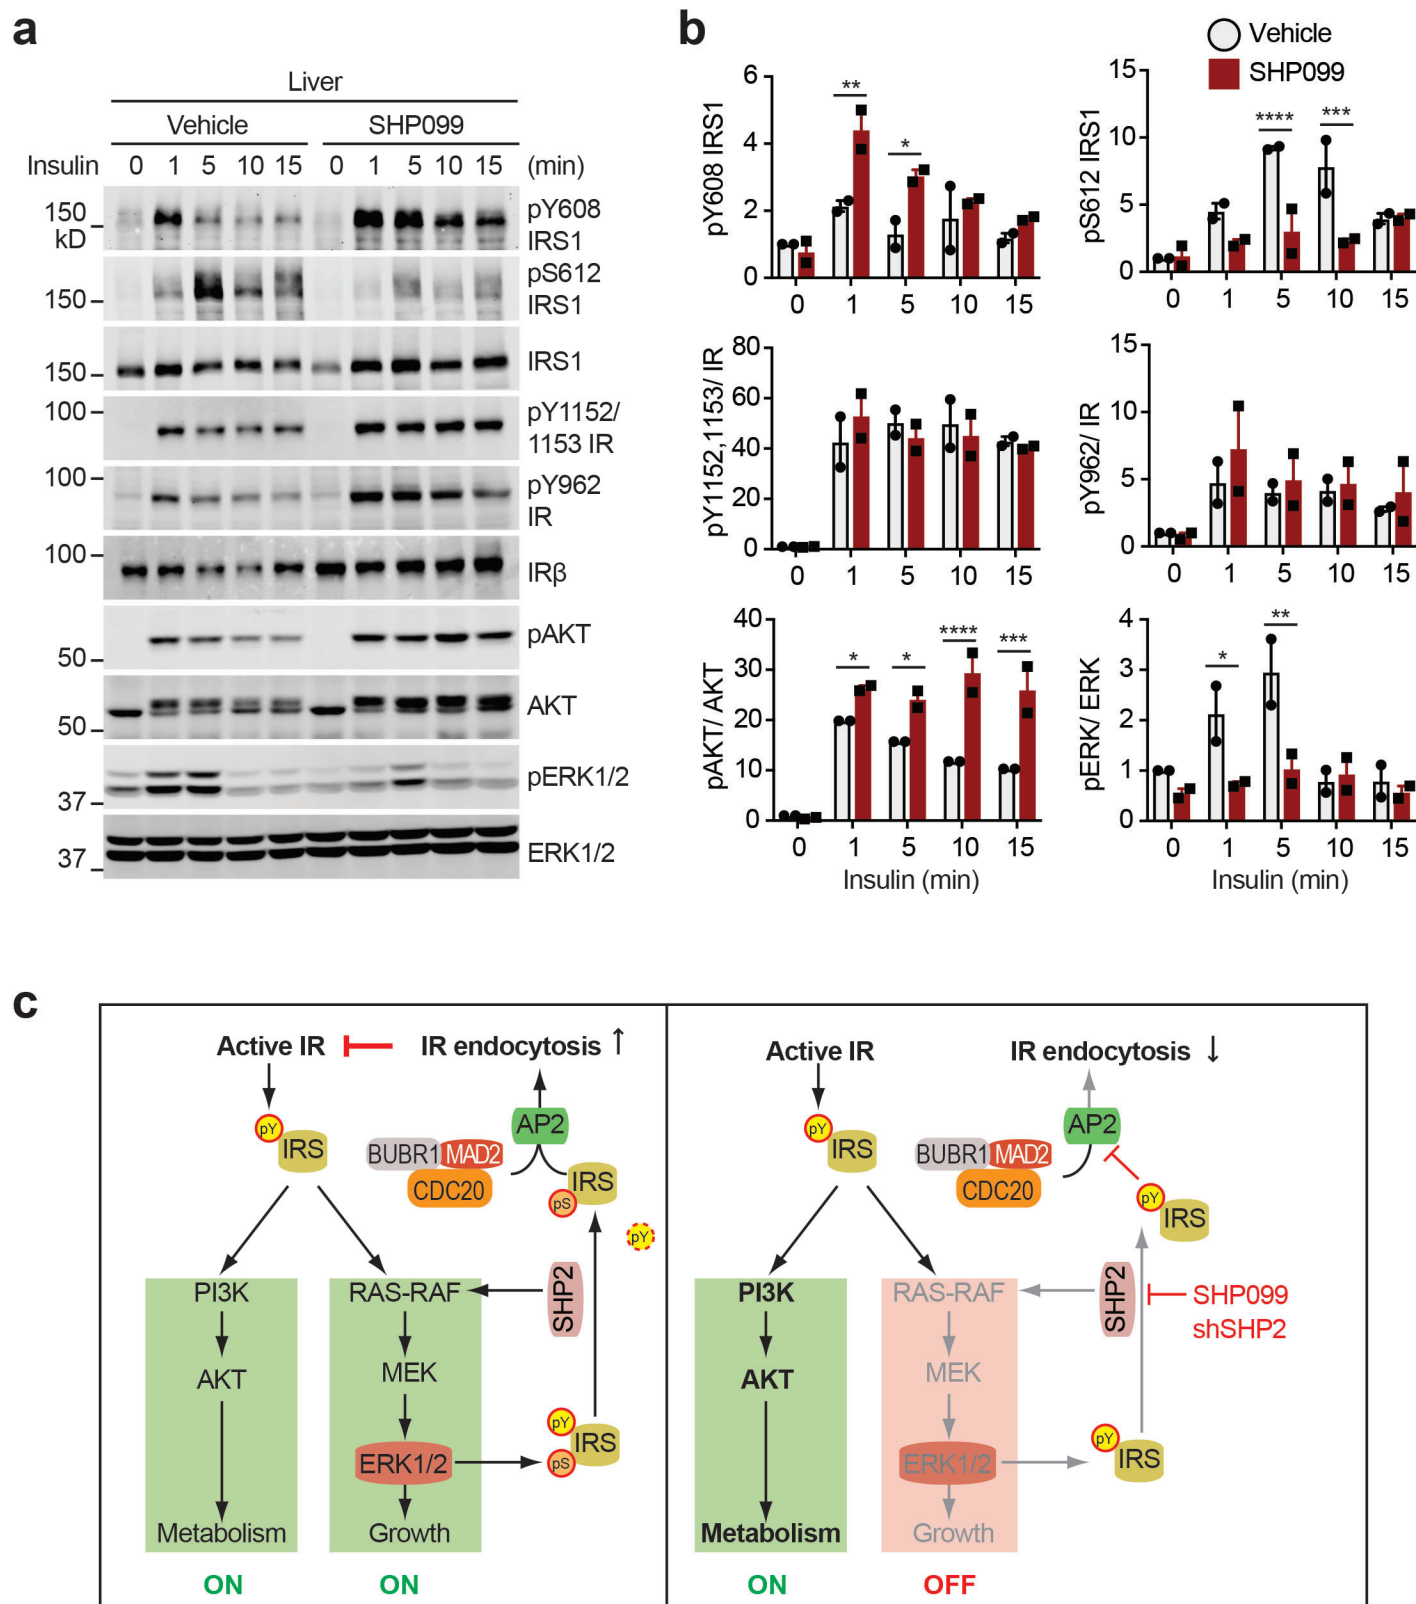 a
Liver
Vehicle SHP099
Insulin 0 1 5 10 15 0 1 5 10 15 (min)
150
kD
pY608
IRS1
150
pS612
IRS1
150
IRS1
100
pY1152/
1153 IR
100
pY962
IR
100
IRβ
50
pAKT
50
AKT
37
pERK1/2
37
ERK1/2
b
Vehicle
SHP099
pY608 IRS1
6
4
2
0
** *
0 1 5 10 15
pS612 IRS1
15
10
5
0
**** ***
0 1 5 10 15
pY1152,1153/ IR
80
60
40
20
0
0 1 5 10 15
pY962/ IR
15
10
5
0
0 1 5 10 15
pAKT/ AKT
40
30
20
10
0
* * **** ***
0 1 5 10 15
Insulin (min)
pERK/ ERK
4
3
2
1
0
* **
0 1 5 10 15
Insulin (min)
c
Active IR IR endocytosis ↑
pY
IRS
AP2
BUBR1 MAD2
CDC20
IRS
pS
pY
PI3K RAS-RAF SHP2
AKT MEK
pY
IRS
pS
ERK1/2
Metabolism Growth
ON ON
Active IR IR endocytosis ↓
pY
IRS
AP2
BUBR1 MAD2
CDC20
pY
IRS
PI3K RAS-RAF SHP2 SHP099
shSHP2
AKT MEK
pY
IRS
ERK1/2
Metabolism Growth
ON OFF